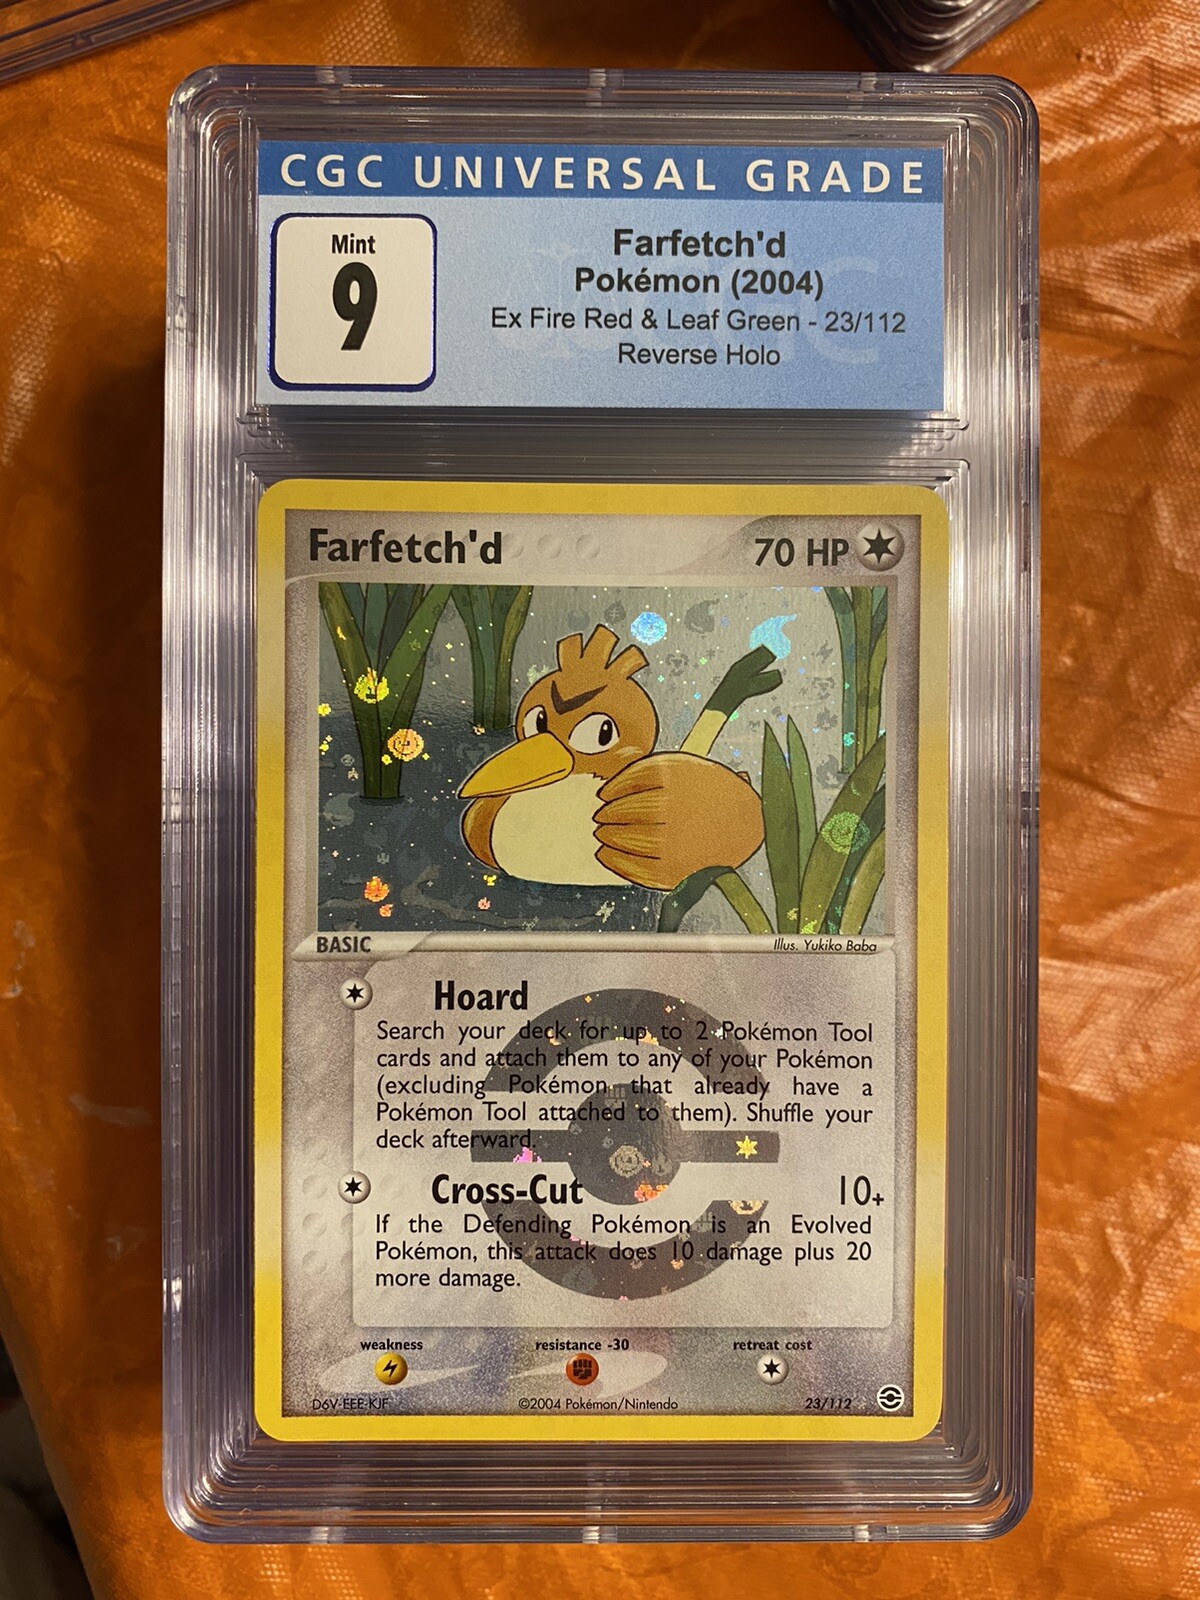 CGC UNIVERSAL GRADE
Mint
9
Farfetch'd
Pokémon (2004)
Ex Fire Red & Leaf Green - 23/112
Reverse Holo
Farfetch'd
70 HP
BASIC
Illus. Yukiko Baba
Hoard
Search your deck for up to 2 Pokémon Tool
cards and attach them to any of your Pokémon
(excluding Pokémon that already have a
Pokémon Tool attached to them). Shuffle your
deck afterward.
Cross-Cut 10+
If the Defending Pokémon is an Evolved
Pokémon, this attack does 10 damage plus 20
more damage.
weakness resistance -30 retreat cost
D6V-EEE-KJF ©2004 Pokémon/Nintendo 23/112